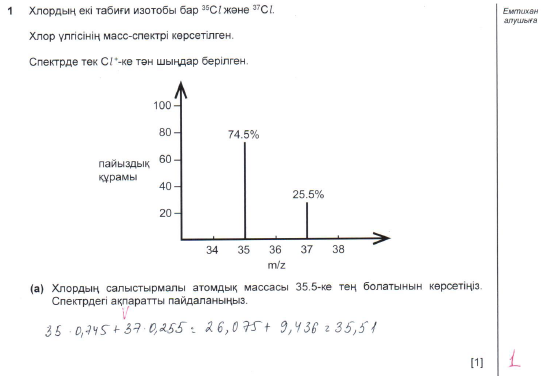 1 Хлордың екі табиғи изотобы бар ³⁵Cl және ³⁷Cl.
Емтихан
алушыға
Хлор үлгісінің масс-спектрі көрсетілген.
Спектрде тек Cl⁺-ке тән шыңдар берілген.
100
80
60
40
20
пайыздық
құрамы
74.5%
25.5%
34 35 36 37 38
m/z
(a) Хлордың салыстырмалы атомдық массасы 35.5-ке тең болатынын көрсетіңіз.
Спектрдегі ақпаратты пайдаланыңыз.
35 · 0,745 + 37 · 0,255 = 26,075 + 9,436 = 35,51
[1]
1